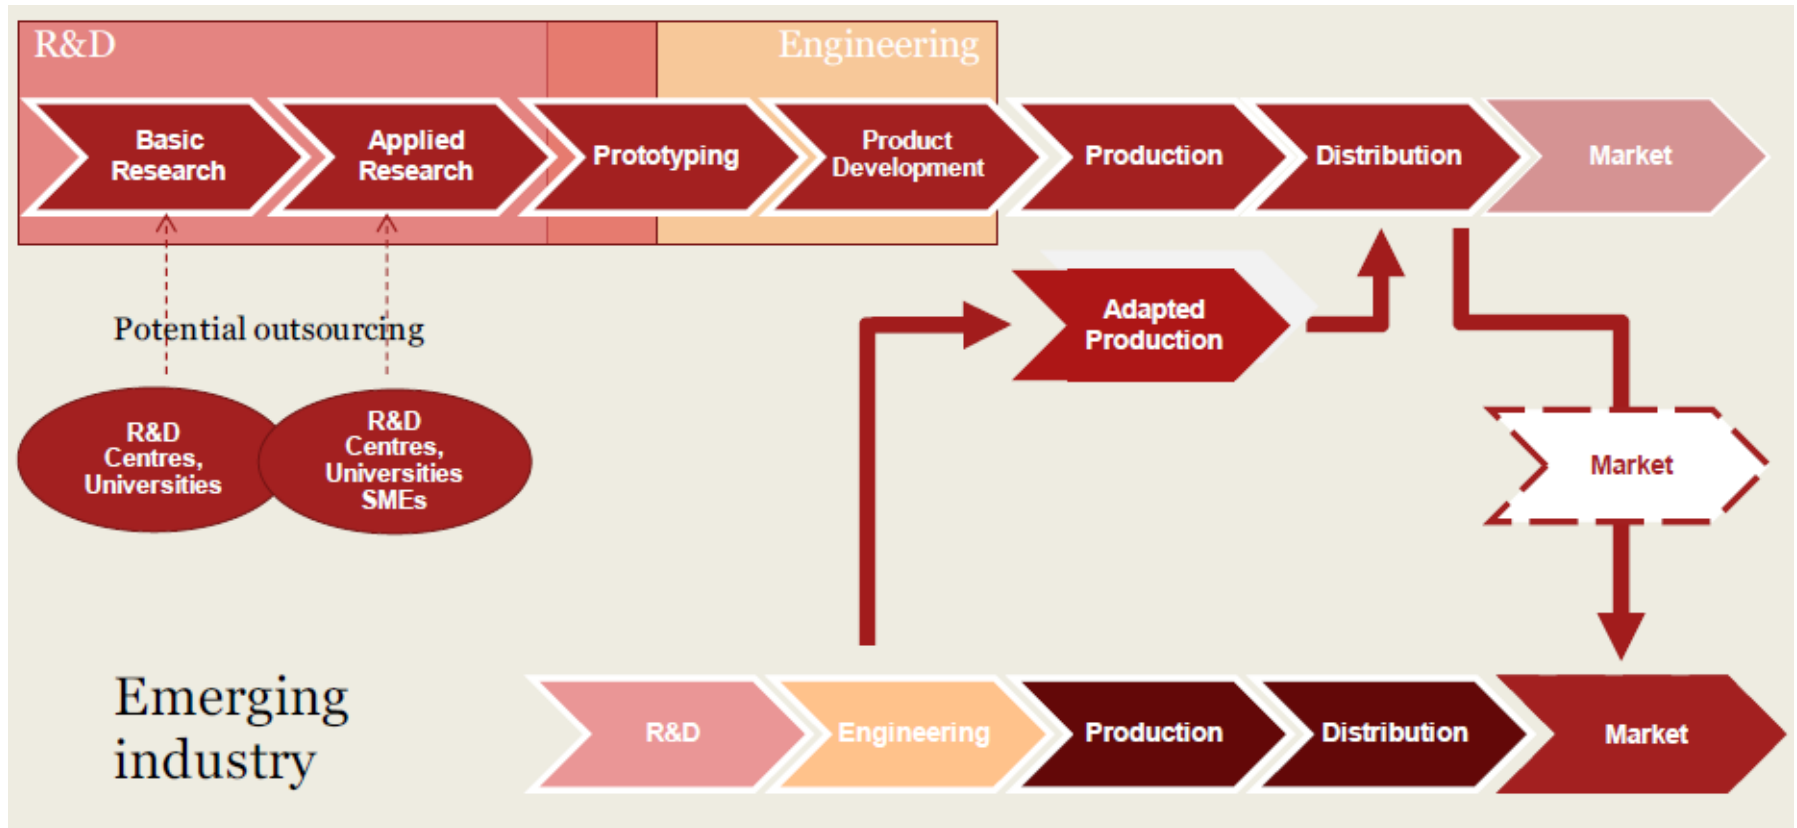 R&D
Engineering
Basic
Research
Applied
Research
Prototyping
Product
Development
Production
Distribution
Market
Potential outsourcing
Adapted
Production
R&D
Centres,
Universities
R&D
Centres,
Universities
SMEs
Market
Emerging
industry
R&D
Engineering
Production
Distribution
Market